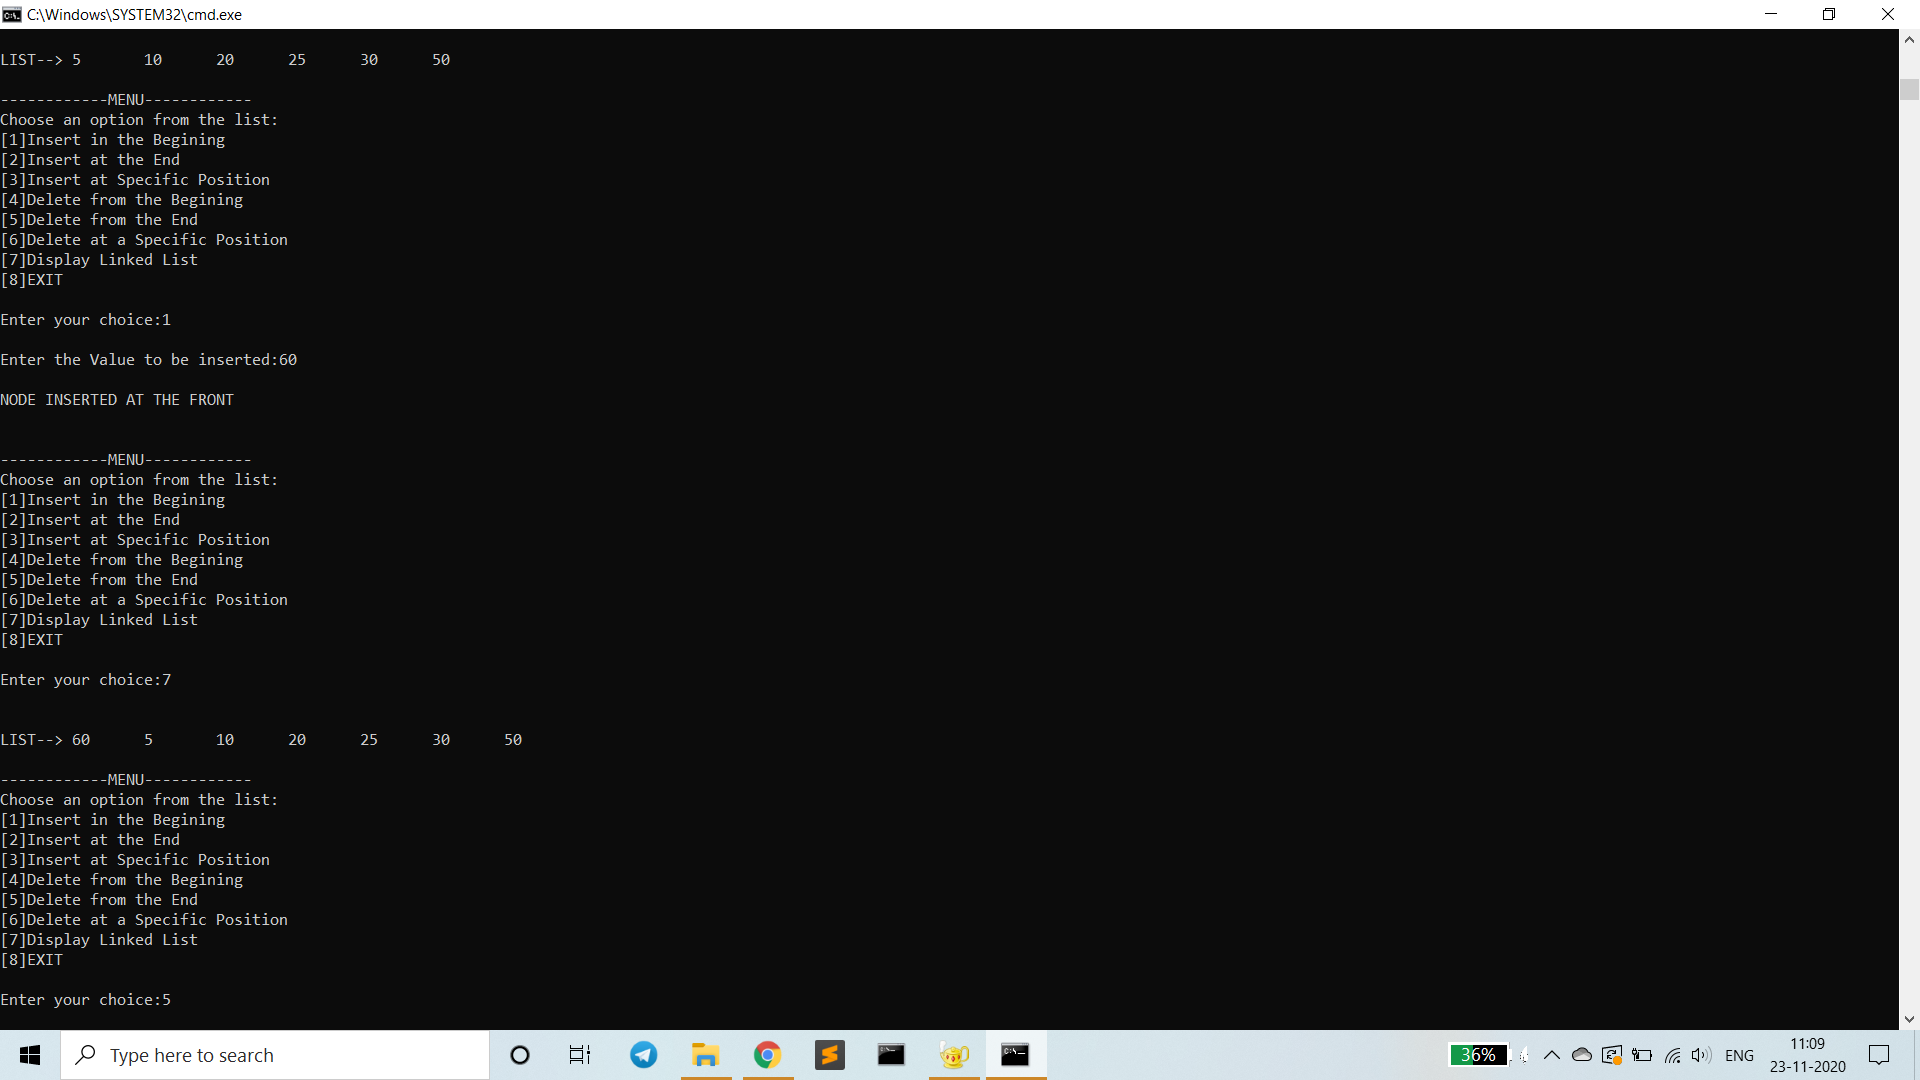 C:\Windows\SYSTEM32\cmd.exe
LIST--> 5 10 20 25 30 50
------------MENU------------
Choose an option from the list:
[1]Insert in the Begining
[2]Insert at the End
[3]Insert at Specific Position
[4]Delete from the Begining
[5]Delete from the End
[6]Delete at a Specific Position
[7]Display Linked List
[8]EXIT
Enter your choice:1
Enter the Value to be inserted:60
NODE INSERTED AT THE FRONT
------------MENU------------
Choose an option from the list:
[1]Insert in the Begining
[2]Insert at the End
[3]Insert at Specific Position
[4]Delete from the Begining
[5]Delete from the End
[6]Delete at a Specific Position
[7]Display Linked List
[8]EXIT
Enter your choice:7
LIST--> 60 5 10 20 25 30 50
------------MENU------------
Choose an option from the list:
[1]Insert in the Begining
[2]Insert at the End
[3]Insert at Specific Position
[4]Delete from the Begining
[5]Delete from the End
[6]Delete at a Specific Position
[7]Display Linked List
[8]EXIT
Enter your choice:5
Type here to search
36%
ENG
11:09
23-11-2020